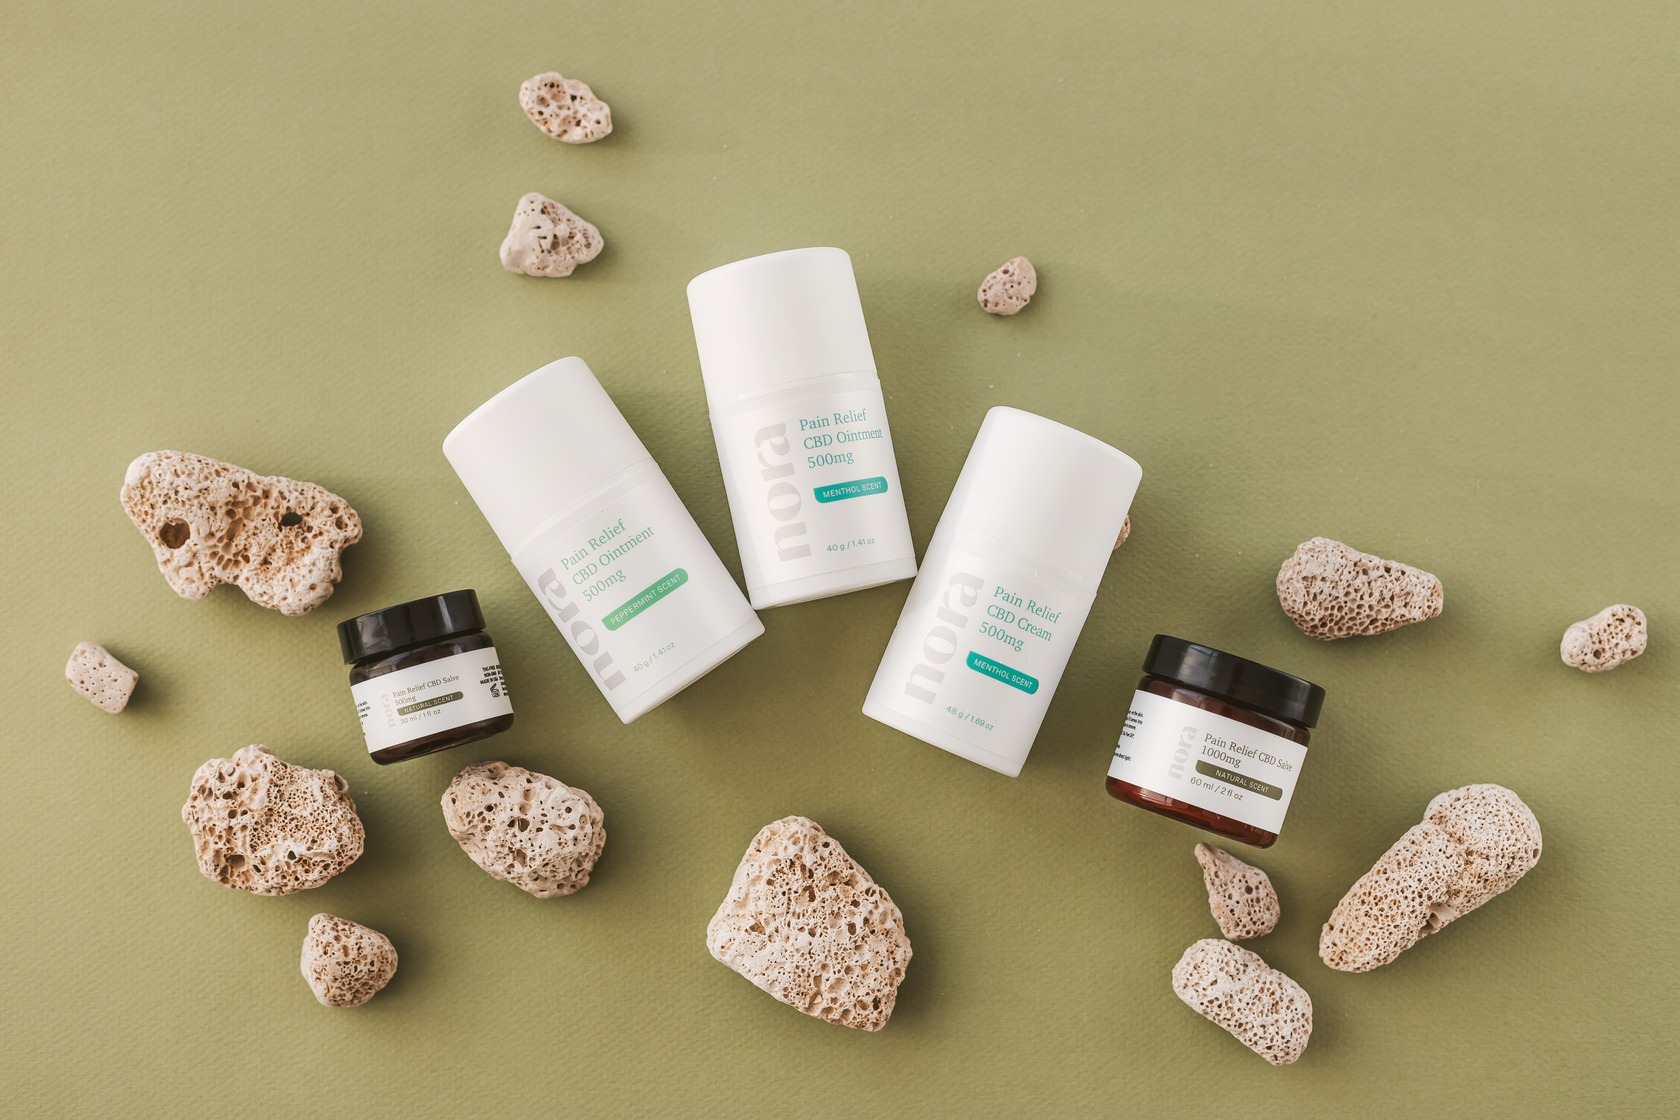 nora
Pain Relief
CBD Ointment
500mg
MENTHOL SCENT
40 g / 1.41 oz
nora
Pain Relief
CBD Ointment
500mg
PEPPERMINT SCENT
40 g / 1.41 oz
nora
Pain Relief
CBD Cream
500mg
MENTHOL SCENT
48 g / 1.69 oz
nora
Pain Relief CBD Salve
500mg
NATURAL SCENT
30 ml / 1 fl oz
nora
Pain Relief CBD Salve
1000mg
NATURAL SCENT
60 ml / 2 fl oz